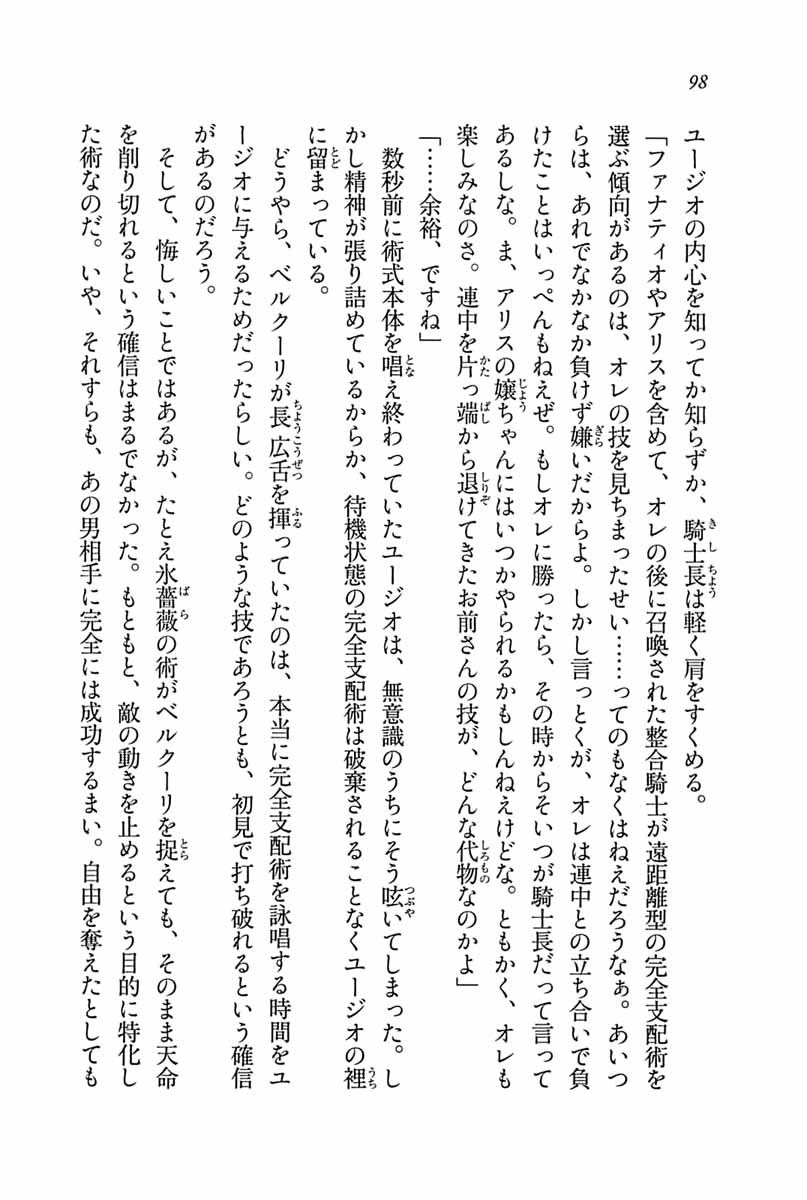 98
ユージオの内心を知ってか知らずか、騎士長は軽く肩をすくめる。
「ファナティオやアリスを含めて、オレの後に召喚された整合騎士が遠距離型の完全支配術を
選ぶ傾向があるのは、オレの技を見ちまったせい……ってのもなくはねえだろうなぁ。あいつ
らは、あれでなかなか負けず嫌いだからよ。しかし言っとくが、オレは連中との立ち合いで負
けたことはいっぺんもねえぜ。もしオレに勝ったら、その時からそいつが騎士長だって言って
あるしな。ま、アリスの嬢ちゃんにはいつかやられるかもしんねえけどな。ともかく、オレも
楽しみなのさ。連中を片っ端から退けてきたお前さんの技が、どんな代物なのかよ」
「……余裕、ですね」
数秒前に術式本体を唱え終わっていたユージオは、無意識のうちにそう呟いてしまった。し
かし精神が張り詰めているからか、待機状態の完全支配術は破棄されることなくユージオの裡
に留まっている。
どうやら、ベルクーリが長広舌を揮っていたのは、本当に完全支配術を詠唱する時間をユ
ージオに与えるためだったらしい。どのような技であろうとも、初見で打ち破れるという確信
があるのだろう。
そして、悔しいことではあるが、たとえ氷薔薇の術がベルクーリを捉えても、そのまま天命
を削り切れるという確信はまるでなかった。もともと、敵の動きを止めるという目的に特化し
た術なのだ。いや、それすらも、あの男相手に完全には成功するまい。自由を奪えたとしても